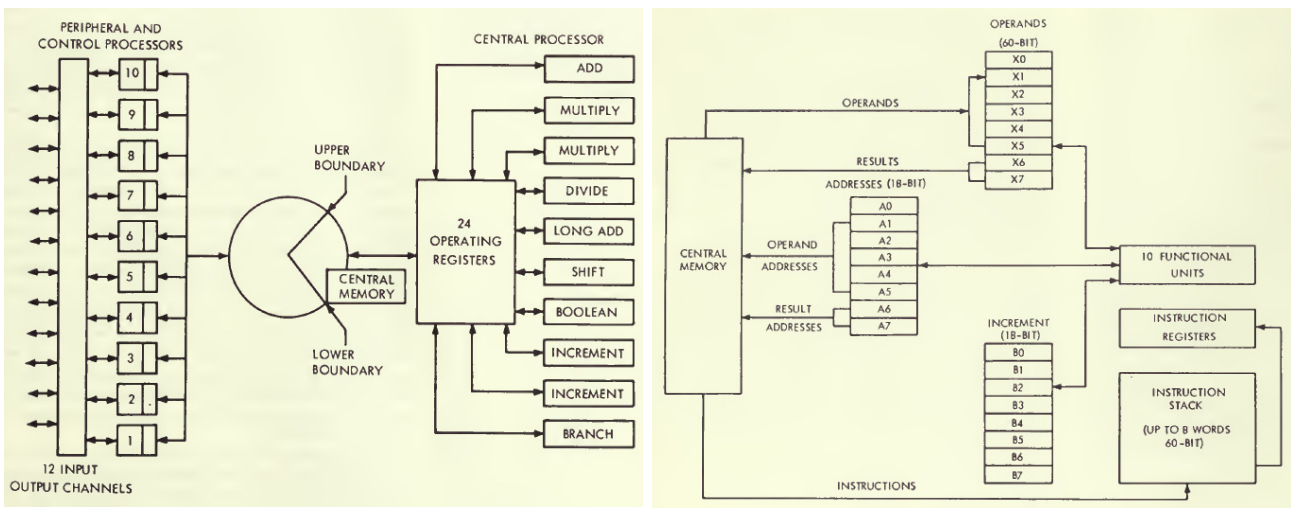 PERIPHERAL AND
CONTROL PROCESSORS
10
9
8
7
6
5
4
3
2
1
12 INPUT
OUTPUT CHANNELS
UPPER
BOUNDARY
CENTRAL
MEMORY
LOWER
BOUNDARY
24
OPERATING
REGISTERS
CENTRAL PROCESSOR
ADD
MULTIPLY
MULTIPLY
DIVIDE
LONG ADD
SHIFT
BOOLEAN
INCREMENT
INCREMENT
BRANCH
OPERANDS
(60-BIT)
X0
X1
X2
X3
X4
X5
X6
X7
OPERANDS
RESULTS
ADDRESSES (18-BIT)
A0
A1
A2
A3
A4
A5
A6
A7
CENTRAL
MEMORY
OPERAND
ADDRESSES
RESULT
ADDRESSES
INCREMENT
(18-BIT)
B0
B1
B2
B3
B4
B5
B6
B7
10 FUNCTIONAL
UNITS
INSTRUCTION
REGISTERS
INSTRUCTION
STACK
(UP TO 8 WORDS
60-BIT)
INSTRUCTIONS